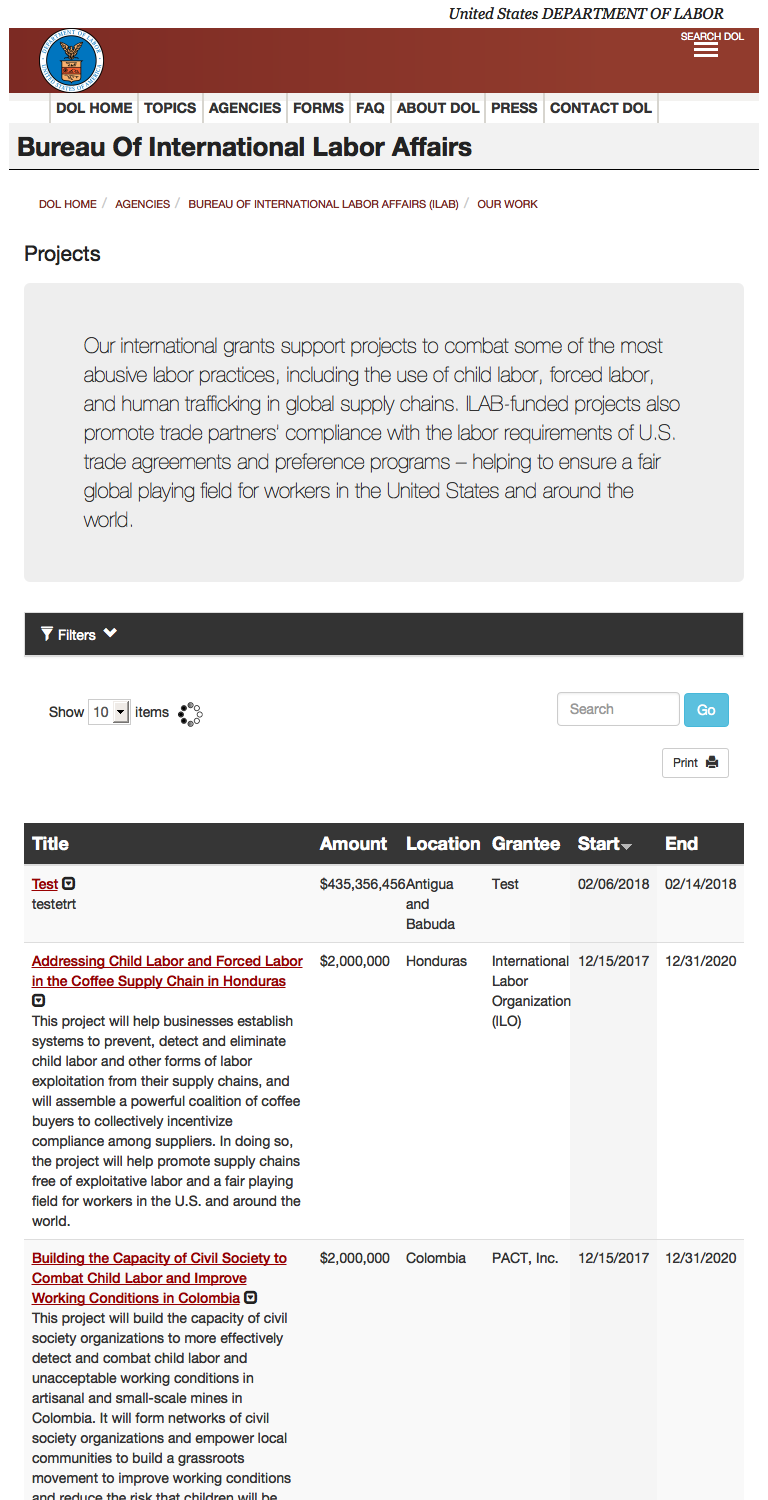 United States DEPARTMENT OF LABOR
SEARCH DOL
DOL HOME TOPICS AGENCIES FORMS FAQ ABOUT DOL PRESS CONTACT DOL
Bureau Of International Labor Affairs
DOL HOME / AGENCIES / BUREAU OF INTERNATIONAL LABOR AFFAIRS (ILAB) / OUR WORK
Projects
Our international grants support projects to combat some of the most
abusive labor practices, including the use of child labor, forced labor,
and human trafficking in global supply chains. ILAB-funded projects also
promote trade partners' compliance with the labor requirements of U.S.
trade agreements and preference programs – helping to ensure a fair
global playing field for workers in the United States and around the
world.
Filters
Show 10 items
Search Go
Print
Title Amount Location Grantee Start End
Test $435,356,456 Antigua Test 02/06/2018 02/14/2018
testetrt and
Babuda
Addressing Child Labor and Forced Labor $2,000,000 Honduras International 12/15/2017 12/31/2020
in the Coffee Supply Chain in Honduras Labor
Organization
This project will help businesses establish (ILO)
systems to prevent, detect and eliminate
child labor and other forms of labor
exploitation from their supply chains, and
will assemble a powerful coalition of coffee
buyers to collectively incentivize
compliance among suppliers. In doing so,
the project will help promote supply chains
free of exploitative labor and a fair playing
field for workers in the U.S. and around the
world.
Building the Capacity of Civil Society to $2,000,000 Colombia PACT, Inc. 12/15/2017 12/31/2020
Combat Child Labor and Improve
Working Conditions in Colombia
This project will build the capacity of civil
society organizations to more effectively
detect and combat child labor and
unacceptable working conditions in
artisanal and small-scale mines in
Colombia. It will form networks of civil
society organizations and empower local
communities to build a grassroots
movement to improve working conditions
and reduce the risk that children will be